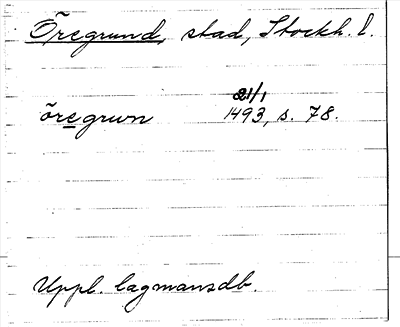 Öregrund, stad, Stockh. l.
21/1
öregrun 1493, s. 78.
Uppl. lagmansdb.